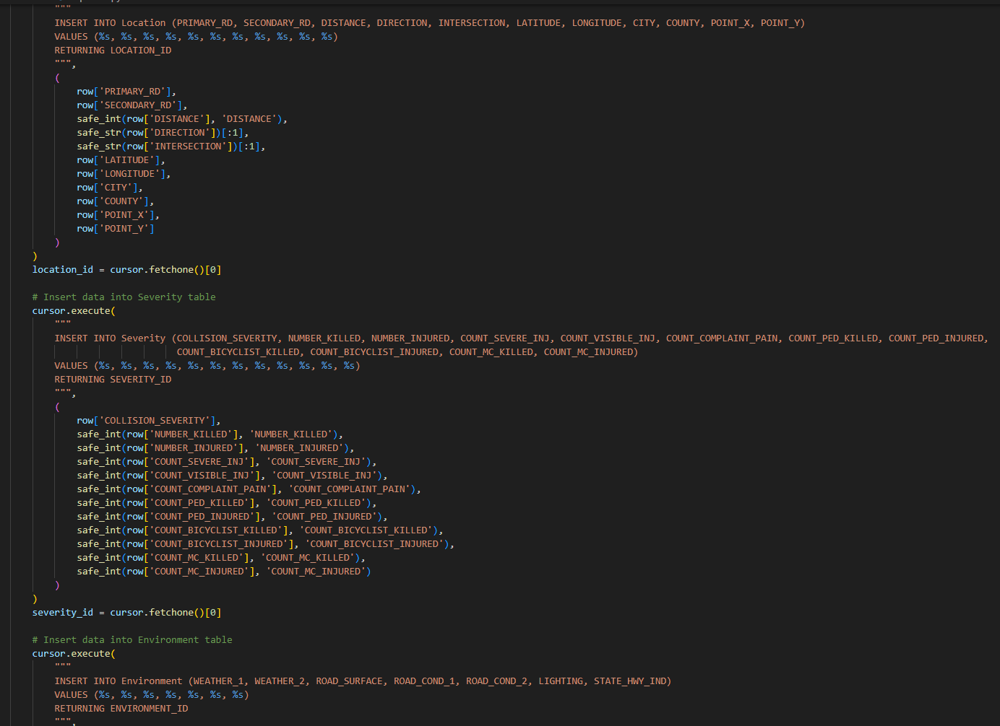 """
INSERT INTO Location (PRIMARY_RD, SECONDARY_RD, DISTANCE, DIRECTION, INTERSECTION, LATITUDE, LONGITUDE, CITY, COUNTY, POINT_X, POINT_Y)
VALUES (%s, %s, %s, %s, %s, %s, %s, %s, %s, %s, %s)
RETURNING LOCATION_ID
""",
(
row['PRIMARY_RD'],
row['SECONDARY_RD'],
safe_int(row['DISTANCE'], 'DISTANCE'),
safe_str(row['DIRECTION'])[:1],
safe_str(row['INTERSECTION'])[:1],
row['LATITUDE'],
row['LONGITUDE'],
row['CITY'],
row['COUNTY'],
row['POINT_X'],
row['POINT_Y']
)
)
location_id = cursor.fetchone()[0]
# Insert data into Severity table
cursor.execute(
"""
INSERT INTO Severity (COLLISION_SEVERITY, NUMBER_KILLED, NUMBER_INJURED, COUNT_SEVERE_INJ, COUNT_VISIBLE_INJ, COUNT_COMPLAINT_PAIN, COUNT_PED_KILLED, COUNT_PED_INJURED,
COUNT_BICYCLIST_KILLED, COUNT_BICYCLIST_INJURED, COUNT_MC_KILLED, COUNT_MC_INJURED)
VALUES (%s, %s, %s, %s, %s, %s, %s, %s, %s, %s, %s, %s)
RETURNING SEVERITY_ID
""",
(
row['COLLISION_SEVERITY'],
safe_int(row['NUMBER_KILLED'], 'NUMBER_KILLED'),
safe_int(row['NUMBER_INJURED'], 'NUMBER_INJURED'),
safe_int(row['COUNT_SEVERE_INJ'], 'COUNT_SEVERE_INJ'),
safe_int(row['COUNT_VISIBLE_INJ'], 'COUNT_VISIBLE_INJ'),
safe_int(row['COUNT_COMPLAINT_PAIN'], 'COUNT_COMPLAINT_PAIN'),
safe_int(row['COUNT_PED_KILLED'], 'COUNT_PED_KILLED'),
safe_int(row['COUNT_PED_INJURED'], 'COUNT_PED_INJURED'),
safe_int(row['COUNT_BICYCLIST_KILLED'], 'COUNT_BICYCLIST_KILLED'),
safe_int(row['COUNT_BICYCLIST_INJURED'], 'COUNT_BICYCLIST_INJURED'),
safe_int(row['COUNT_MC_KILLED'], 'COUNT_MC_KILLED'),
safe_int(row['COUNT_MC_INJURED'], 'COUNT_MC_INJURED')
)
)
severity_id = cursor.fetchone()[0]
# Insert data into Environment table
cursor.execute(
"""
INSERT INTO Environment (WEATHER_1, WEATHER_2, ROAD_SURFACE, ROAD_COND_1, ROAD_COND_2, LIGHTING, STATE_HWY_IND)
VALUES (%s, %s, %s, %s, %s, %s, %s)
RETURNING ENVIRONMENT_ID
""",